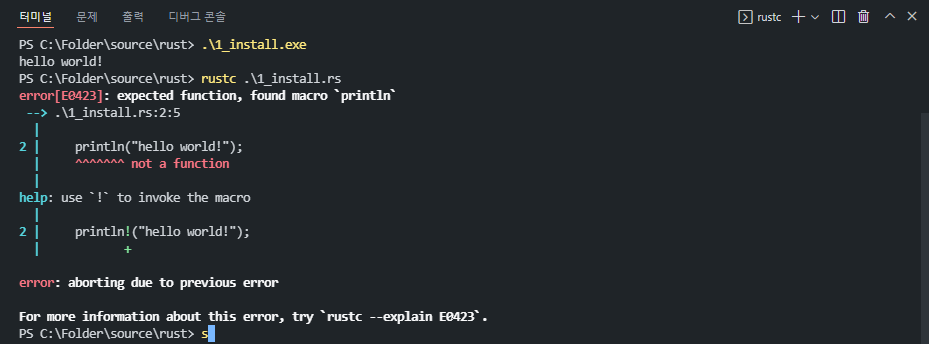 터미널 문제 출력 디버그 콘솔 rustc
PS C:\Folder\source\rust> .\1_install.exe
hello world!
PS C:\Folder\source\rust> rustc .\1_install.rs
error[E0423]: expected function, found macro `println`
 --> .\1_install.rs:2:5
  |
2 |     println("hello world!");
  |     ^^^^^^^ not a function
  |
help: use `!` to invoke the macro
  |
2 |     println!("hello world!");
  |            +
error: aborting due to previous error
For more information about this error, try `rustc --explain E0423`.
PS C:\Folder\source\rust> s